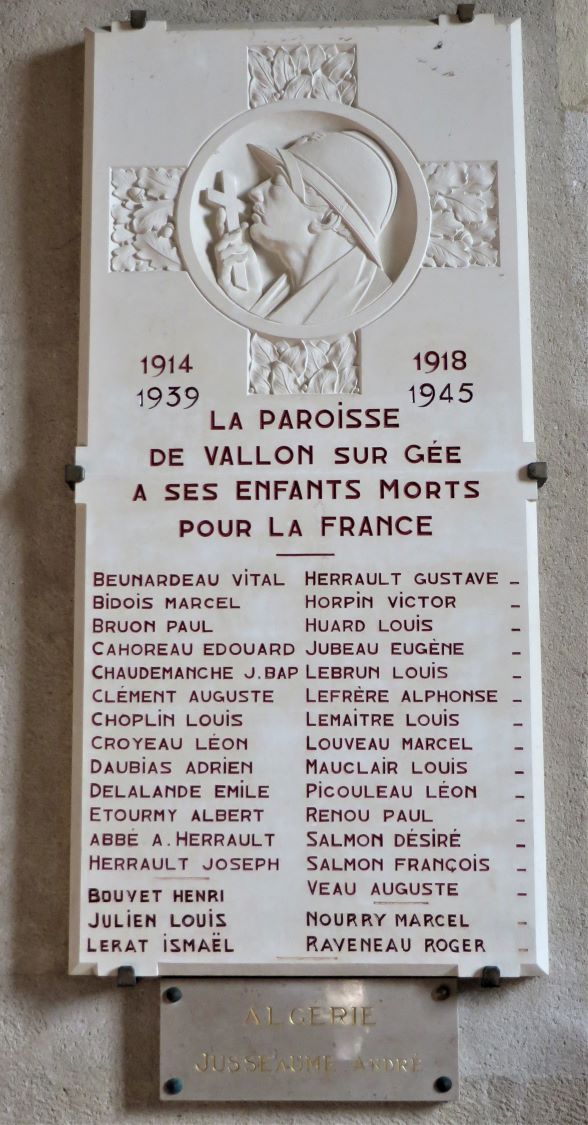 1914 1918
1939 1945
LA PAROISSE
DE VALLON SUR GÉE
A SES ENFANTS MORTS
POUR LA FRANCE
BEUNARDEAU VITAL
BIDOIS MARCEL
BRUON PAUL
CAHOREAU EDOUARD
CHAUDEMANCHE J.BAP
CLÉMENT AUGUSTE
CHOPLIN LOUIS
CROYEAU LÉON
DAUBIAS ADRIEN
DELALANDE EMILE
ETOURMY ALBERT
ABBÉ A.HERRAULT
HERRAULT JOSEPH
BOUVET HENRI
JULIEN LOUIS
LERAT ISMAËL
HERRAULT GUSTAVE
HORPIN VICTOR
HUARD LOUIS
JUBEAU EUGÈNE
LEBRUN LOUIS
LEFRÈRE ALPHONSE
LEMAITRE LOUIS
LOUVEAU MARCEL
MAUCLAIR LOUIS
PICOULEAU LÉON
RENOU PAUL
SALMON DÉSIRÉ
SALMON FRANÇOIS
VEAU AUGUSTE
NOURRY MARCEL
RAVENEAU ROGER
ALGÉRIE
JUSSEAUME ANDRÉ